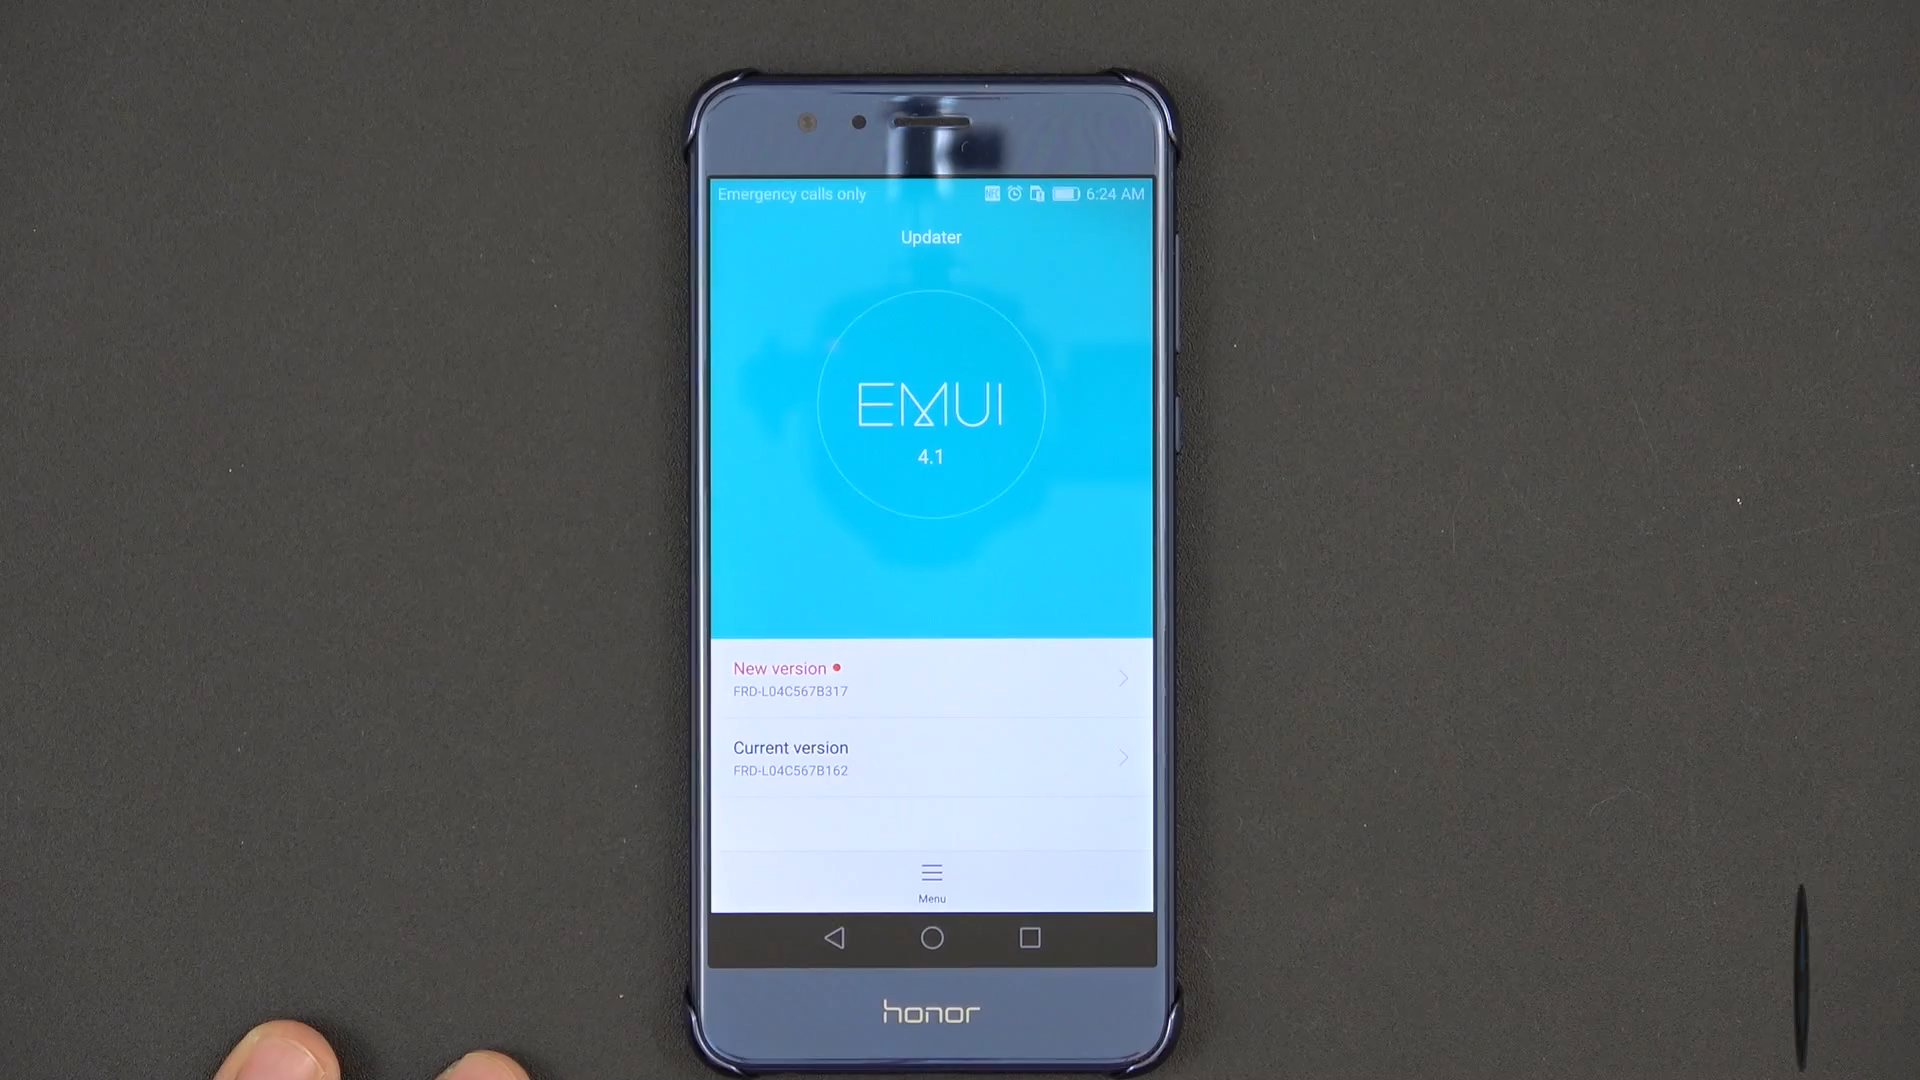 Emergency calls only NFC 6:24 AM
Updater
EMUI
4.1
New version
FRD-L04C567B317
Current version
FRD-L04C567B162
Menu
honor